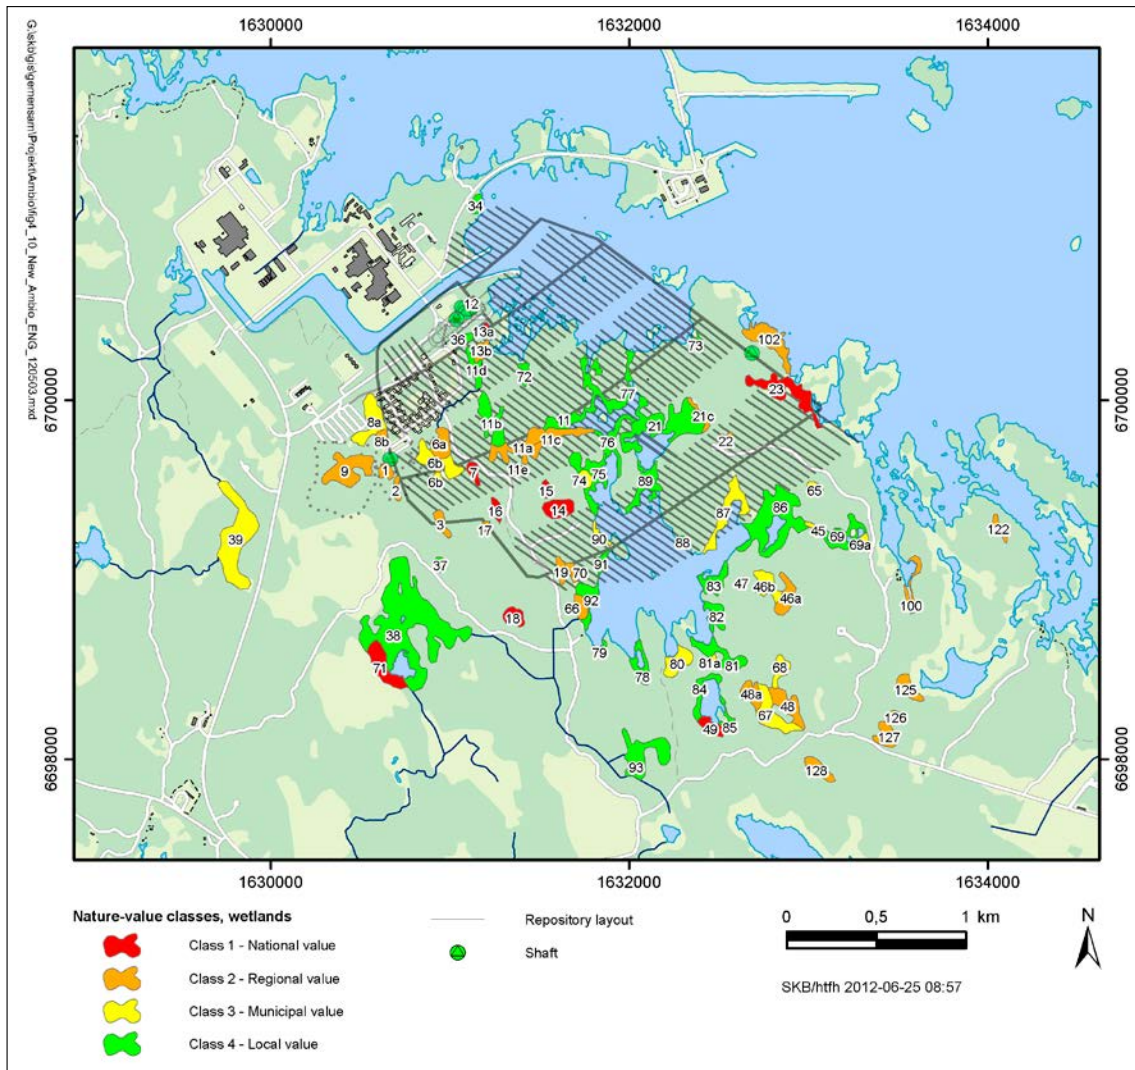 1630000 1632000 1634000
G:\skb\gis\gemensam\Projekt\Ambio\fig4_10_New_Ambio_ENG_120503.mxd
34
12
13a
36
13b
102
73
11d
72
23
77
6700000 6700000
8a
11b
11
21
21c
8b
6a
11c
22
76
11a
9
1
6b
11e
7
75
74
6b
2
15
89
65
16
14
87
86
3
17
45
122
39
90
88
69
69a
37
91
19
70
83
47
46b
46a
100
92
66
18
82
38
79
80
81a
81
68
71
78
84
48a
125
48
67
126
49
85
127
93
128
6698000 6698000
1630000 1632000 1634000
Nature-value classes, wetlands
Class 1 - National value
Class 2 - Regional value
Class 3 - Municipal value
Class 4 - Local value
Repository layout
Shaft
0 0,5 1 km
N
SKB/htfh 2012-06-25 08:57